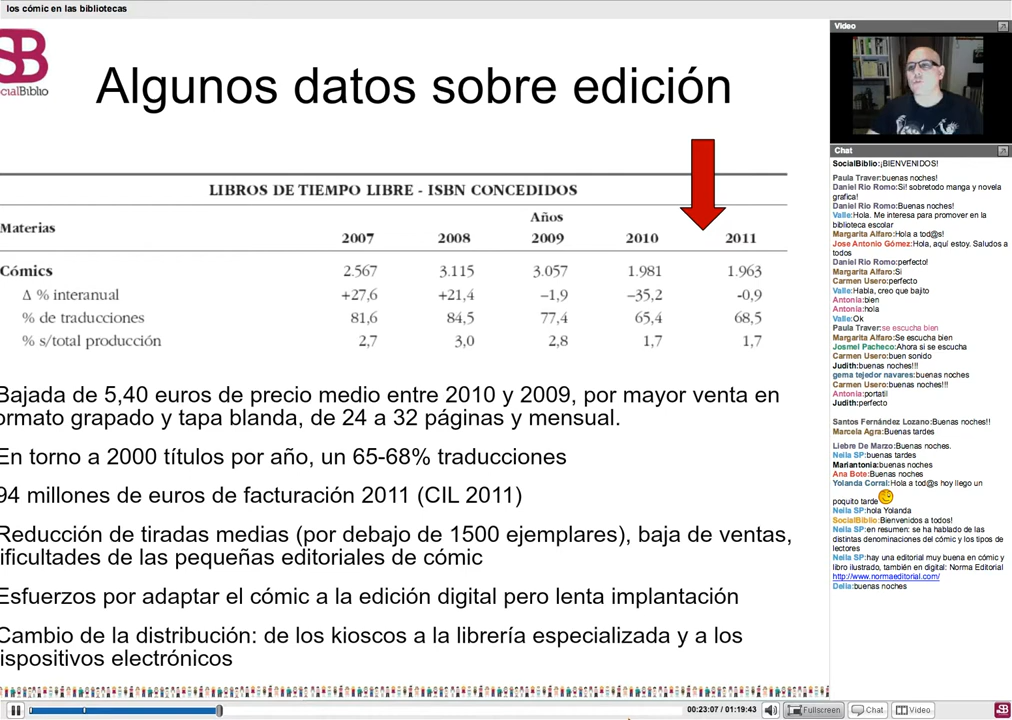 los cómic en las bibliotecas
SB
cialBiblio
Algunos datos sobre edición
LIBROS DE TIEMPO LIBRE - ISBN CONCEDIDOS
Materias
Años
2007 2008 2009 2010 2011
Cómics 2.567 3.115 3.057 1.981 1.963
Δ % interanual +27,6 +21,4 –1,9 –35,2 -0,9
% de traducciones 81,6 84,5 77,4 65,4 68,5
% s/total producción 2,7 3,0 2,8 1,7 1,7
Bajada de 5,40 euros de precio medio entre 2010 y 2009, por mayor venta en
ormato grapado y tapa blanda, de 24 a 32 páginas y mensual.
En torno a 2000 títulos por año, un 65-68% traducciones
94 millones de euros de facturación 2011 (CIL 2011)
Reducción de tiradas medias (por debajo de 1500 ejemplares), baja de ventas,
ificultades de las pequeñas editoriales de cómic
Esfuerzos por adaptar el cómic a la edición digital pero lenta implantación
Cambio de la distribución: de los kioscos a la librería especializada y a los
ispositivos electrónicos
Video
Chat
SocialBiblio:¡BIENVENIDOS!
Paula Traver:buenas noches!
Daniel Rio Romo:Si! sobretodo manga y novela
grafica!
Daniel Rio Romo:Buenas noches!
Valle:Hola. Me interesa para promover en la
biblioteca escolar
Margarita Alfaro:Hola a tod@s!
Jose Antonio Gómez:Hola, aquí estoy. Saludos a
todos
Daniel Rio Romo:perfecto!
Margarita Alfaro:Si
Carmen Usero:perfecto
Valle:Habla, creo que bajito
Antonia:bien
Antonia:hola
Valle:Ok
Paula Traver:se escucha bien
Margarita Alfaro:Se escucha bien
Josmel Pacheco:Ahora si se escucha
Carmen Usero:buen sonido
Judith:buenas noches!!!
gema tejedor navares:buenas noches
Carmen Usero:buenas noches!!!
Antonia:portatil
Judith:perfecto
Santos Fernández Lozano:Buenas noches!!
Marcela Agra:Buenas tardes
Liebre De Marzo:Buenas noches.
Neila SP:buenas tardes
Mariantonia:buenas noches
Ana Bote:Buenas noches
Yolanda Corral:Hola a tod@s hoy llego un
poquito tarde
Neila SP:hola Yolanda
SocialBiblio:Bienvenidos a todos!
Neila SP:en resumen: se ha hablado de las
distintas denominaciones del cómic y los tipos de
lectores
Neila SP:hay una editorial muy buena en cómic y
libro ilustrado, también en digital: Norma Editorial
http://www.normaeditorial.com/
Delia:buenas noches
00:23:07 / 01:19:43 Fullscreen Chat Video SB